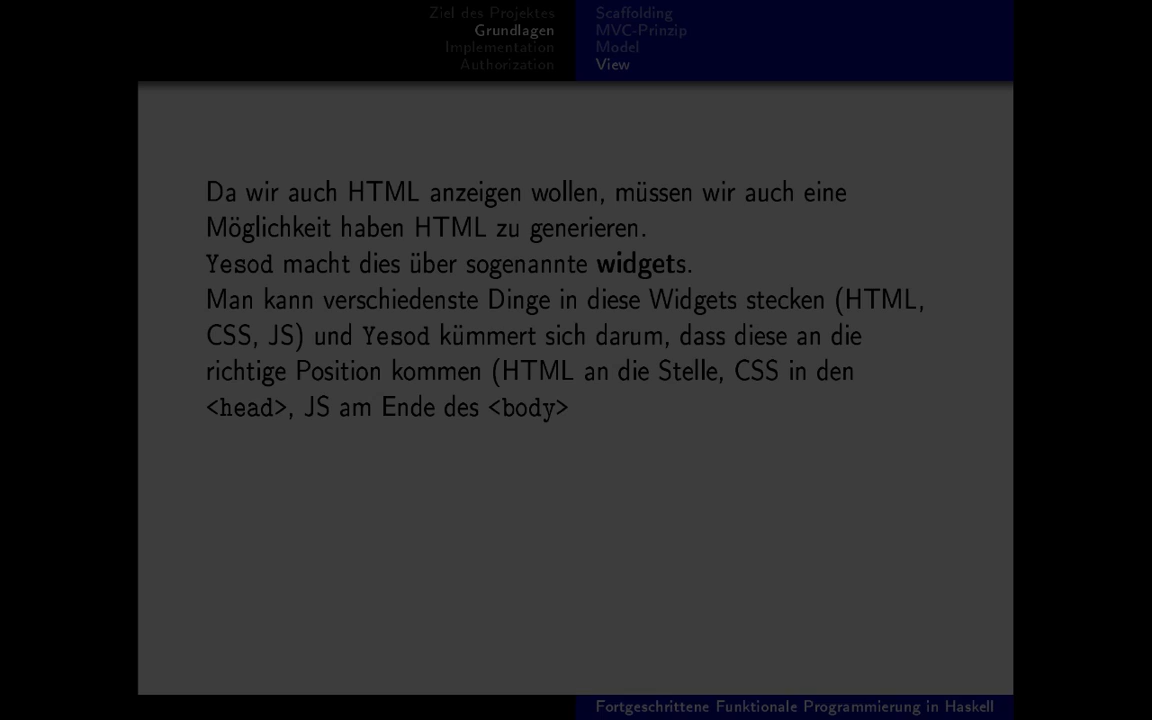 Ziel des Projektes
Grundlagen
Implementation
Authorization
Scaffolding
MVC-Prinzip
Model
View
Da wir auch HTML anzeigen wollen, müssen wir auch eine
Möglichkeit haben HTML zu generieren.
Yesod macht dies über sogenannte widgets.
Man kann verschiedenste Dinge in diese Widgets stecken (HTML,
CSS, JS) und Yesod kümmert sich darum, dass diese an die
richtige Position kommen (HTML an die Stelle, CSS in den
<head>, JS am Ende des <body>
Fortgeschrittene Funktionale Programmierung in Haskell